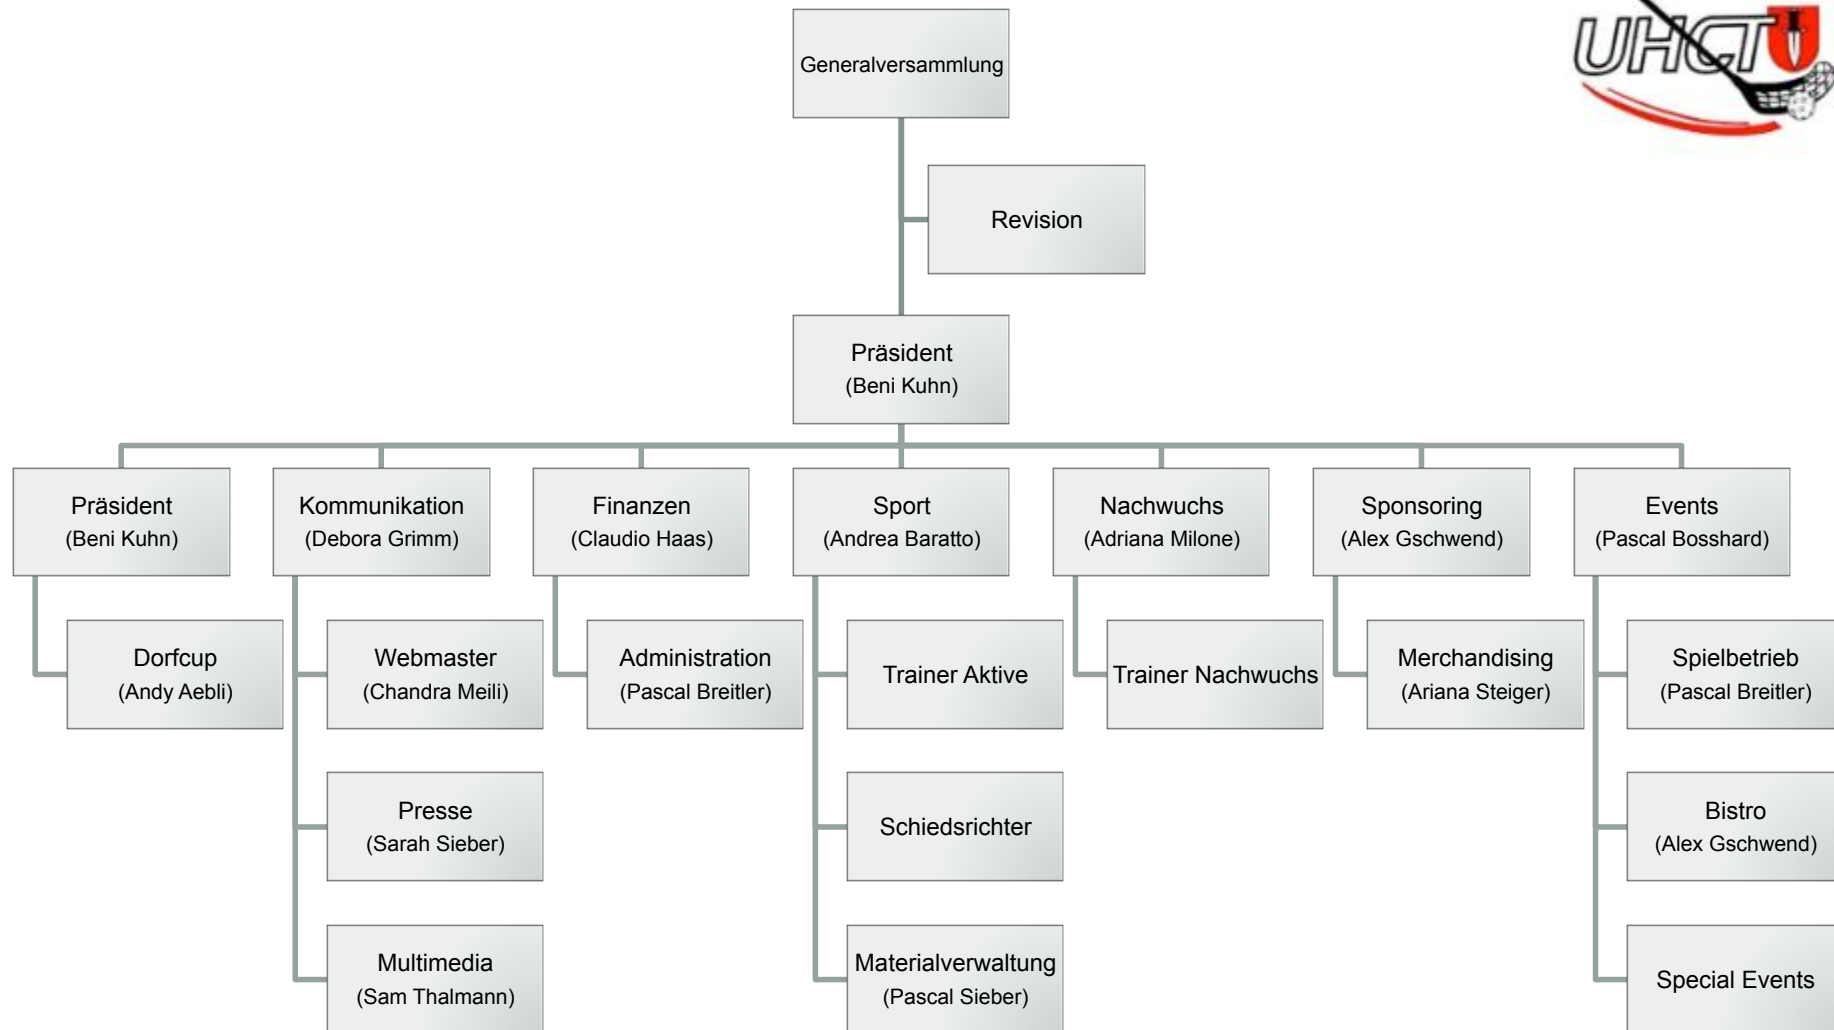 UHCT
Generalversammlung
Revision
Präsident
(Beni Kuhn)
Präsident
(Beni Kuhn)
Kommunikation
(Debora Grimm)
Finanzen
(Claudio Haas)
Sport
(Andrea Baratto)
Nachwuchs
(Adriana Milone)
Sponsoring
(Alex Gschwend)
Events
(Pascal Bosshard)
Dorfcup
(Andy Aebli)
Webmaster
(Chandra Meili)
Administration
(Pascal Breitler)
Trainer Aktive
Trainer Nachwuchs
Merchandising
(Ariana Steiger)
Spielbetrieb
(Pascal Breitler)
Presse
(Sarah Sieber)
Schiedsrichter
Bistro
(Alex Gschwend)
Multimedia
(Sam Thalmann)
Materialverwaltung
(Pascal Sieber)
Special Events